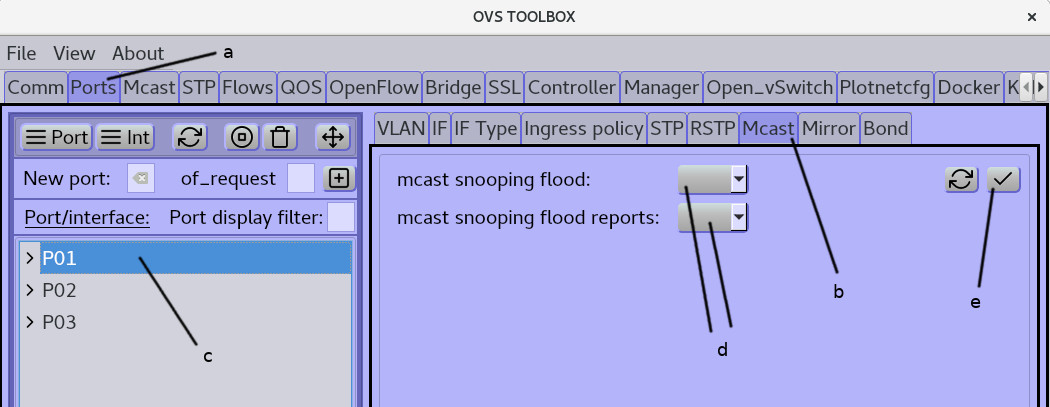 OVS TOOLBOX
File View About
a
Comm Ports Mcast STP Flows QOS OpenFlow Bridge SSL Controller Manager Open_vSwitch Plotnetcfg Docker K
Port Int
VLAN IF IF Type Ingress policy STP RSTP Mcast Mirror Bond
New port: of_request
mcast snooping flood:
Port/interface: Port display filter:
mcast snooping flood reports:
P01
P02
P03
b
e
c
d